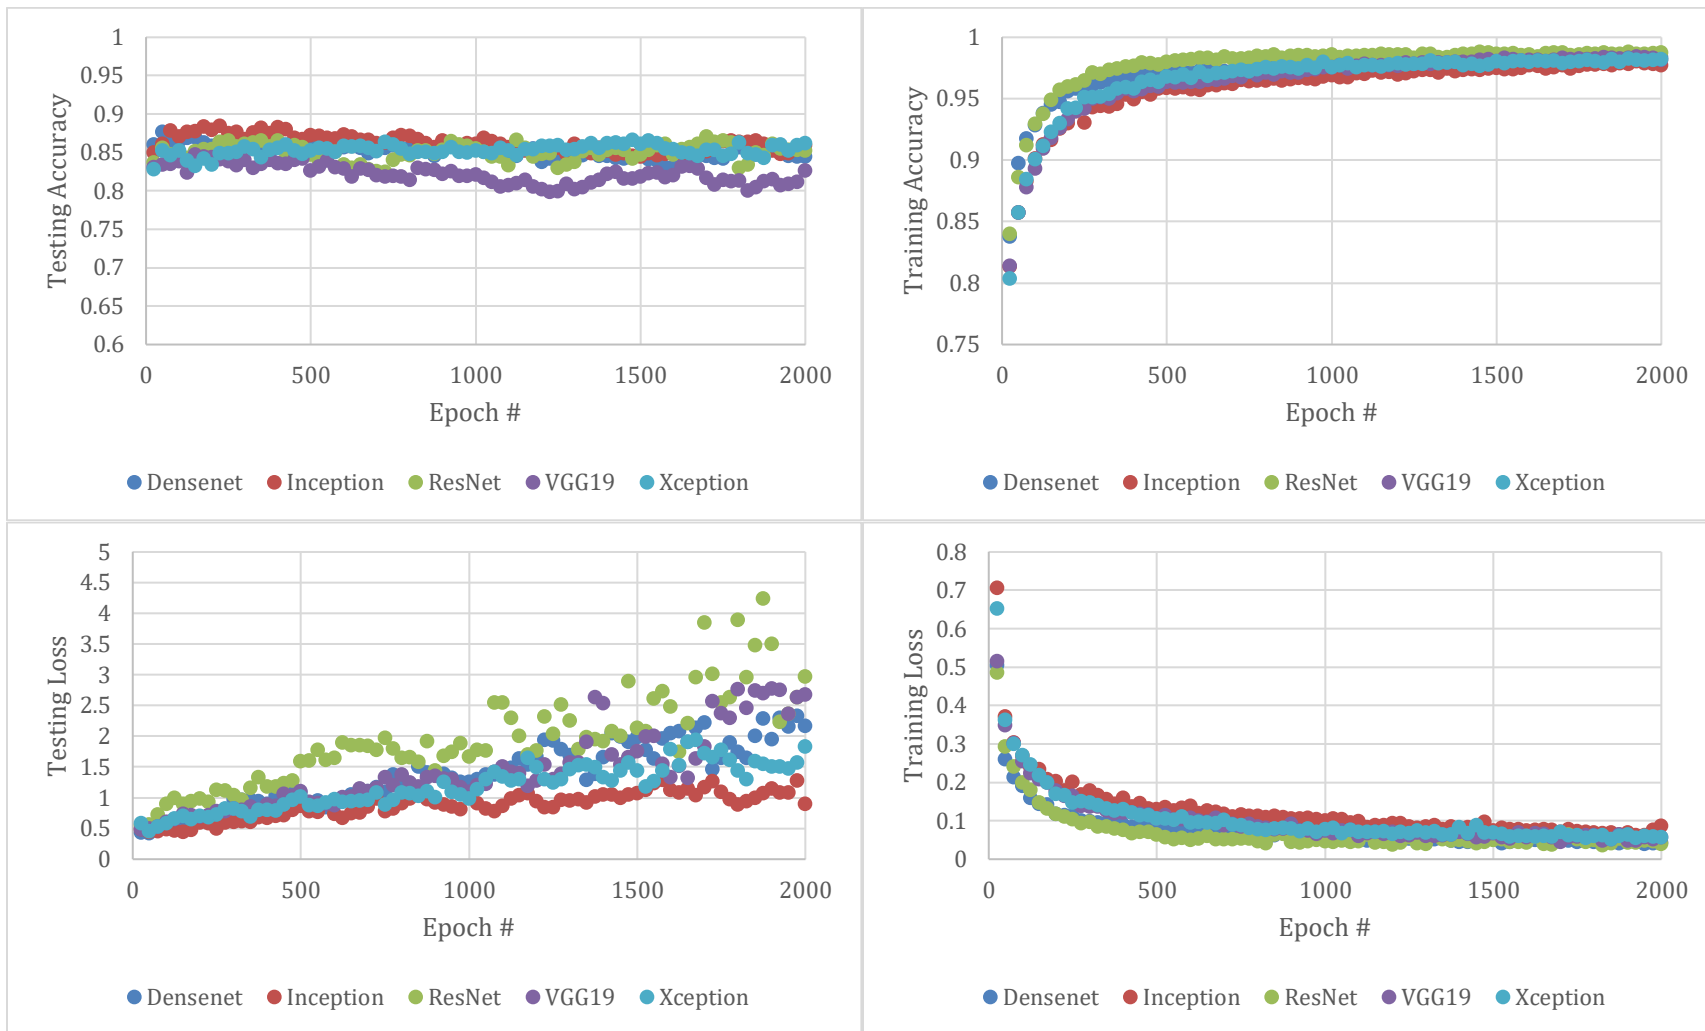 Testing Accuracy
1
0.95
0.9
0.85
0.8
0.75
0.7
0.65
0.6
0 500 1000 1500 2000
Epoch #
Densenet Inception ResNet VGG19 Xception
Training Accuracy
1
0.95
0.9
0.85
0.8
0.75
0 500 1000 1500 2000
Epoch #
Densenet Inception ResNet VGG19 Xception
Testing Loss
5
4.5
4
3.5
3
2.5
2
1.5
1
0.5
0
0 500 1000 1500 2000
Epoch #
Densenet Inception ResNet VGG19 Xception
Training Loss
0.8
0.7
0.6
0.5
0.4
0.3
0.2
0.1
0
0 500 1000 1500 2000
Epoch #
Densenet Inception ResNet VGG19 Xception